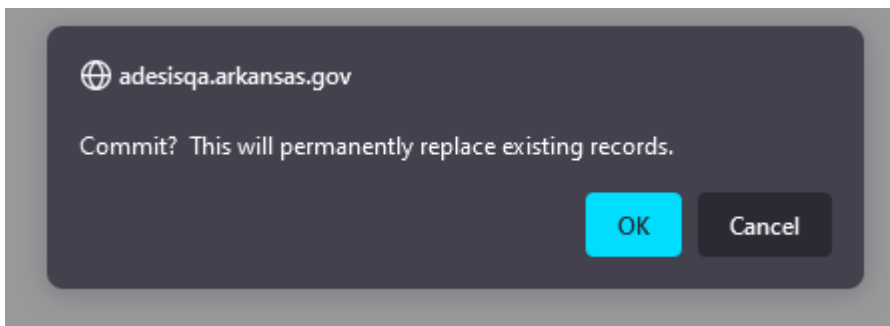 adesisqa.arkansas.gov
Commit?  This will permanently replace existing records.
OK
Cancel